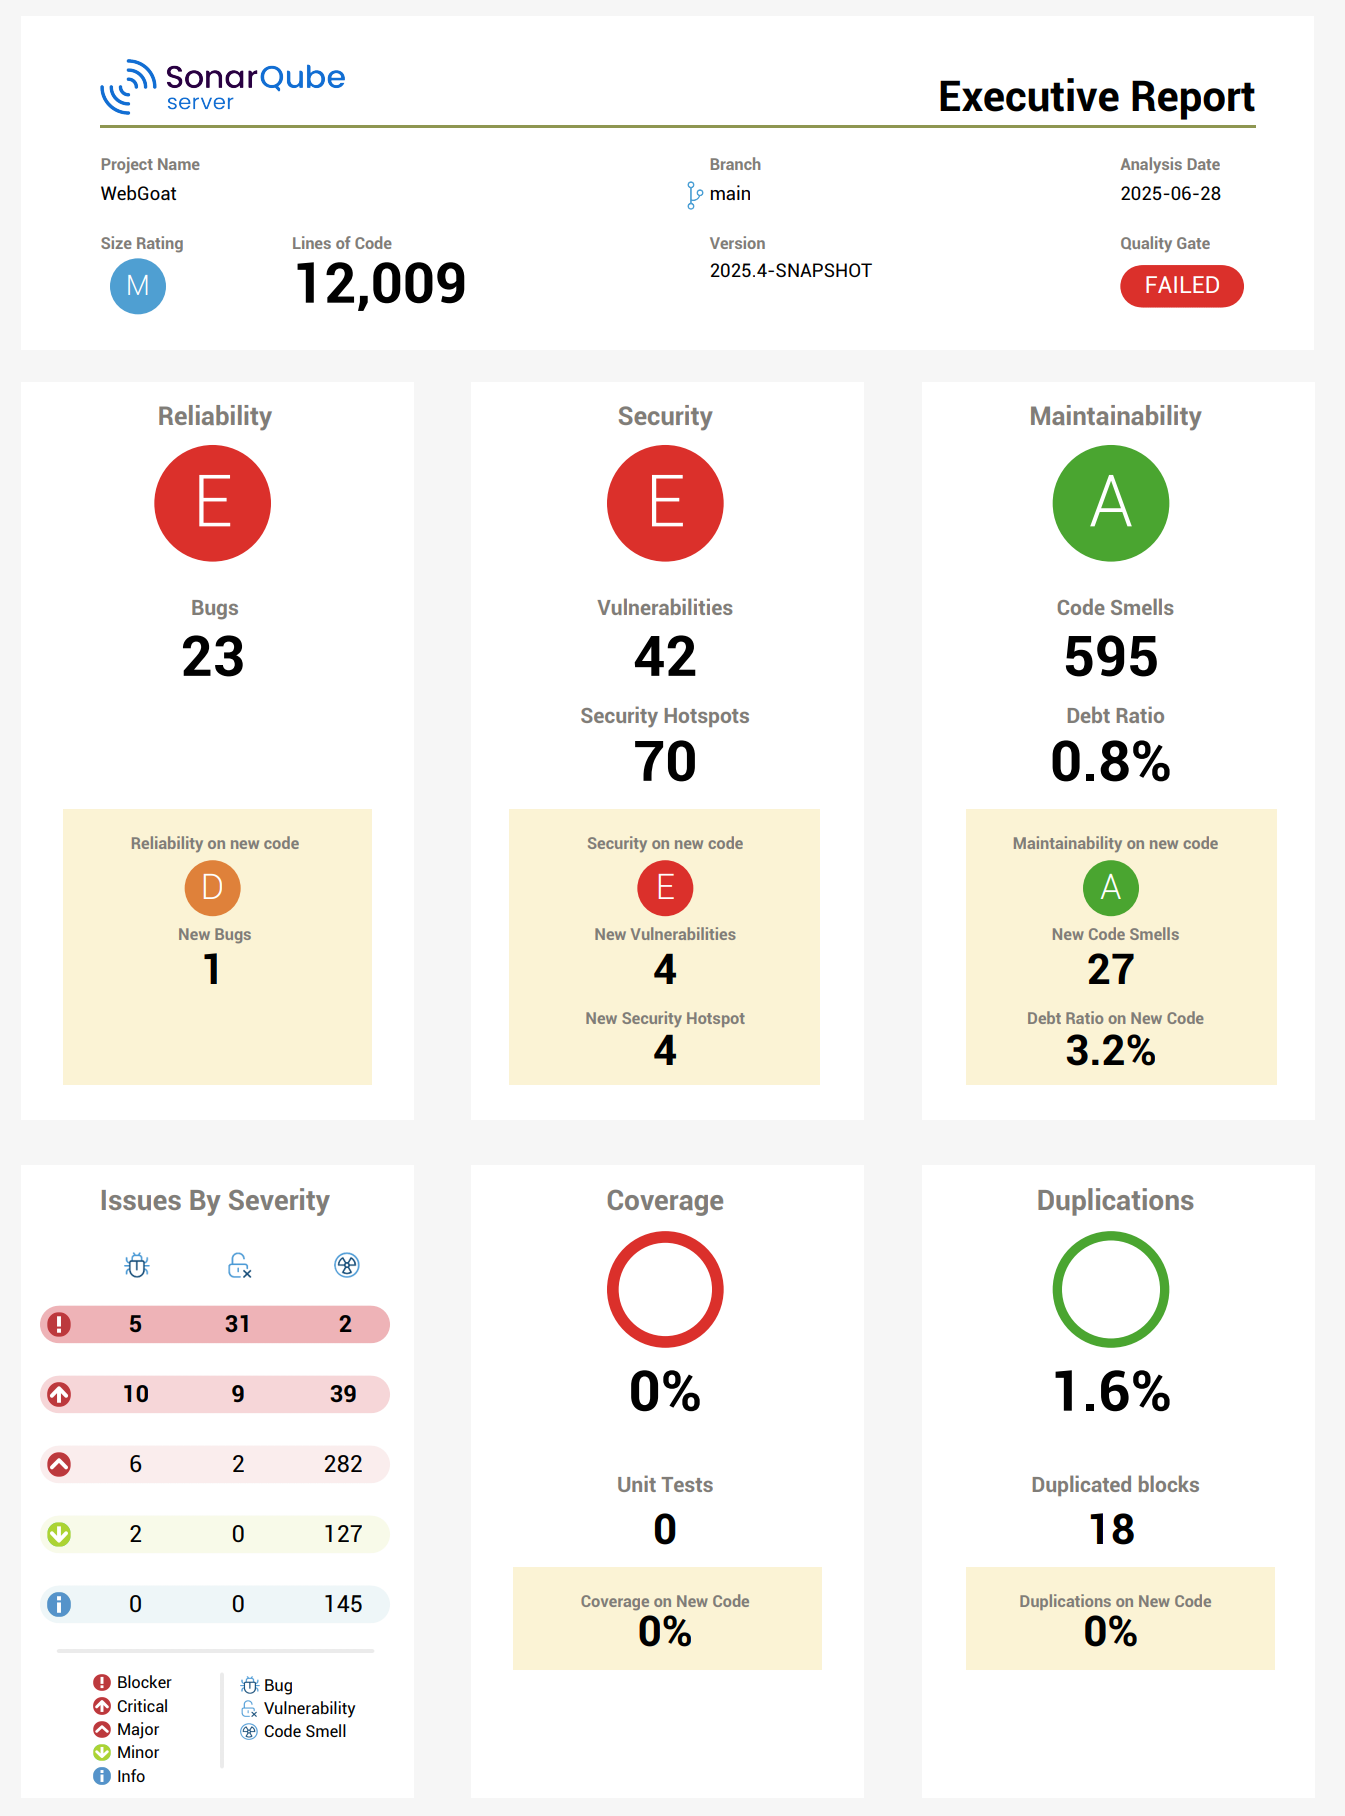 SonarQube
server
Executive Report
Project Name
WebGoat
Branch
main
Analysis Date
2025-06-28
Size Rating
M
Lines of Code
12,009
Version
2025.4-SNAPSHOT
Quality Gate
FAILED
Reliability
E
Bugs
23
Reliability on new code
D
New Bugs
1
Security
E
Vulnerabilities
42
Security Hotspots
70
Security on new code
E
New Vulnerabilities
4
New Security Hotspot
4
Maintainability
A
Code Smells
595
Debt Ratio
0.8%
Maintainability on new code
A
New Code Smells
27
Debt Ratio on New Code
3.2%
Issues By Severity
5 31 2
10 9 39
6 2 282
2 0 127
0 0 145
Blocker
Critical
Major
Minor
Info
Bug
Vulnerability
Code Smell
Coverage
0%
Unit Tests
0
Coverage on New Code
0%
Duplications
1.6%
Duplicated blocks
18
Duplications on New Code
0%